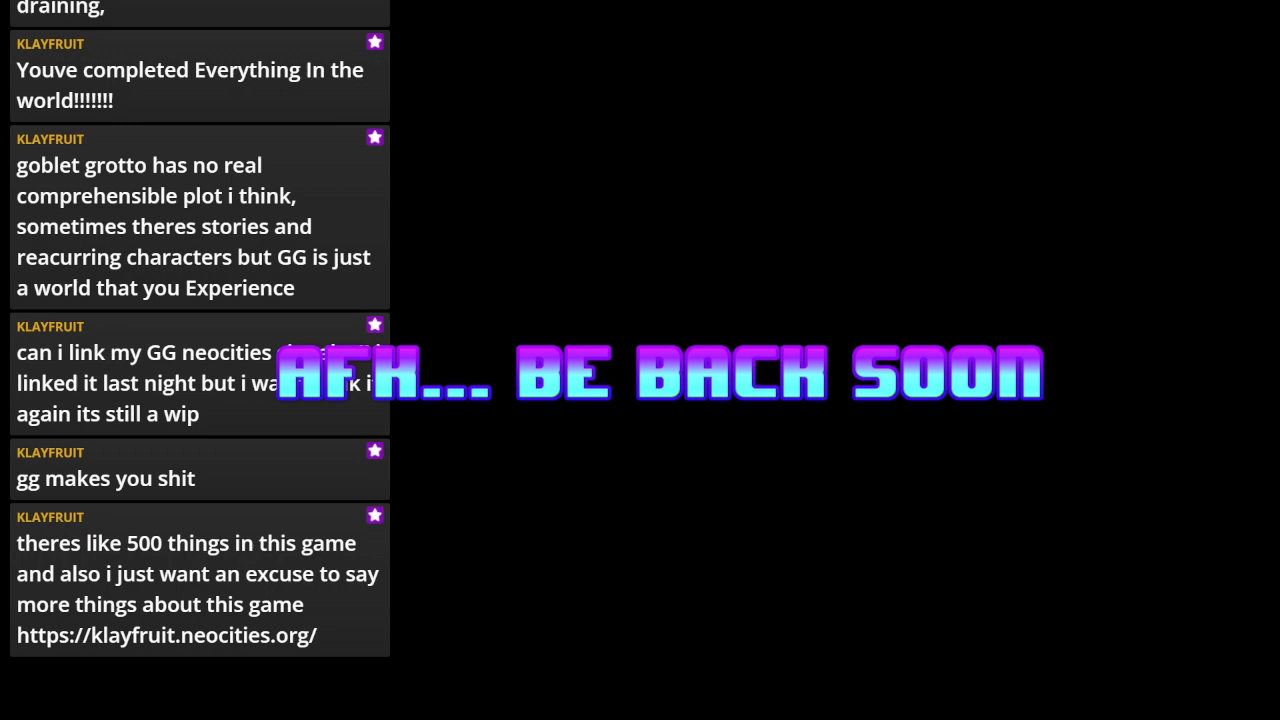 draining,
KLAYFRUIT
Youve completed Everything In the
world!!!!!!!
KLAYFRUIT
goblet grotto has no real
comprehensible plot i think,
sometimes theres stories and
reacurring characters but GG is just
a world that you Experience
KLAYFRUIT
can i link my GG neocities
linked it last night but i
again its still a wip
AFK... BE BACK SOON
KLAYFRUIT
gg makes you shit
KLAYFRUIT
theres like 500 things in this game
and also i just want an excuse to say
more things about this game
https://klayfruit.neocities.org/